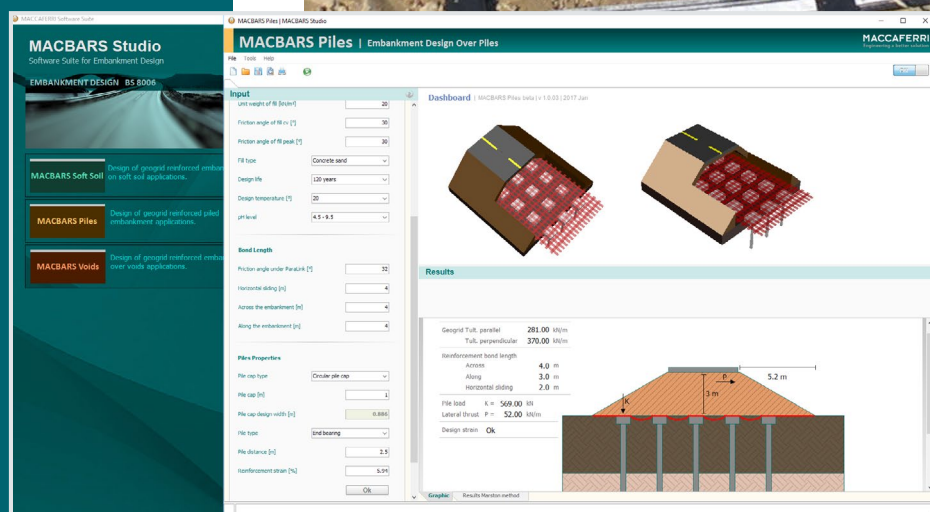 MACCAFERRI Software Suite
MACBARS Studio
Software Suite for Embankment Design
EMBANKMENT DESIGN BS 8006
MACBARS Soft Soil
Design of geogrid reinforced emban
on soft soil applications.
MACBARS Piles
Design of geogrid reinforced piled
embankment applications.
MACBARS Voids
Design of geogrid reinforced emba
over voids applications.
MACBARS Piles | MACBARS Studio
MACBARS Piles | Embankment Design Over Piles
MACCAFERRI
Engineering a better solution
File Tools Help
Input
Unit weight of fill [kN/m³] 20
Friction angle of fill cv [°] 30
Friction angle of fill peak [°] 30
Fill type Concrete sand
Design life 120 years
Design temperature [°] 20
pH level 4.5 - 9.5
Bond Length
Friction angle under ParaLink [°] 32
Horizontal sliding [m] 4
Across the embankment [m] 4
Along the embankment [m] 4
Piles Properties
Pile cap type Circular pile cap
Pile cap [m] 1
Pile cap design width [m] 0.886
Pile type End bearing
Pile distance [m] 2.5
Reinforcement strain [%] 5.94
Ok
Dashboard | MACBARS Piles beta | v 1.0.03 | 2017 Jan
Results
Geogrid Tult. parallel 281.00 kN/m
Tult. perpendicular 370.00 kN/m
Reinforcement bond length
Across 4.0 m
Along 3.0 m
Horizontal sliding 2.0 m
Pile load K = 569.00 kN
Lateral thrust P = 52.00 kN/m
Design strain Ok
P
5.2 m
3 m
K
Graphic Results Marston method